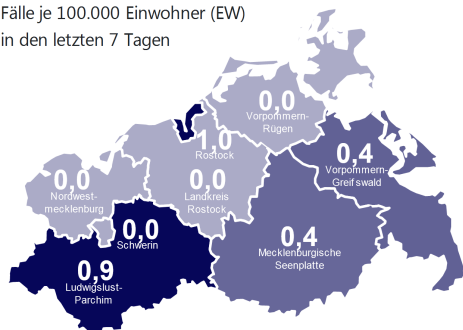 Fälle je 100.000 Einwohner (EW)
in den letzten 7 Tagen
0,0
Vorpommern-
Rügen
1,0
Rostock
0,4
Vorpommern-
Greifswald
0,0
Nordwest-
mecklenburg
0,0
Landkreis
Rostock
0,0
Schwerin
0,4
Mecklenburgische
Seenplatte
0,9
Ludwigslust-
Parchim